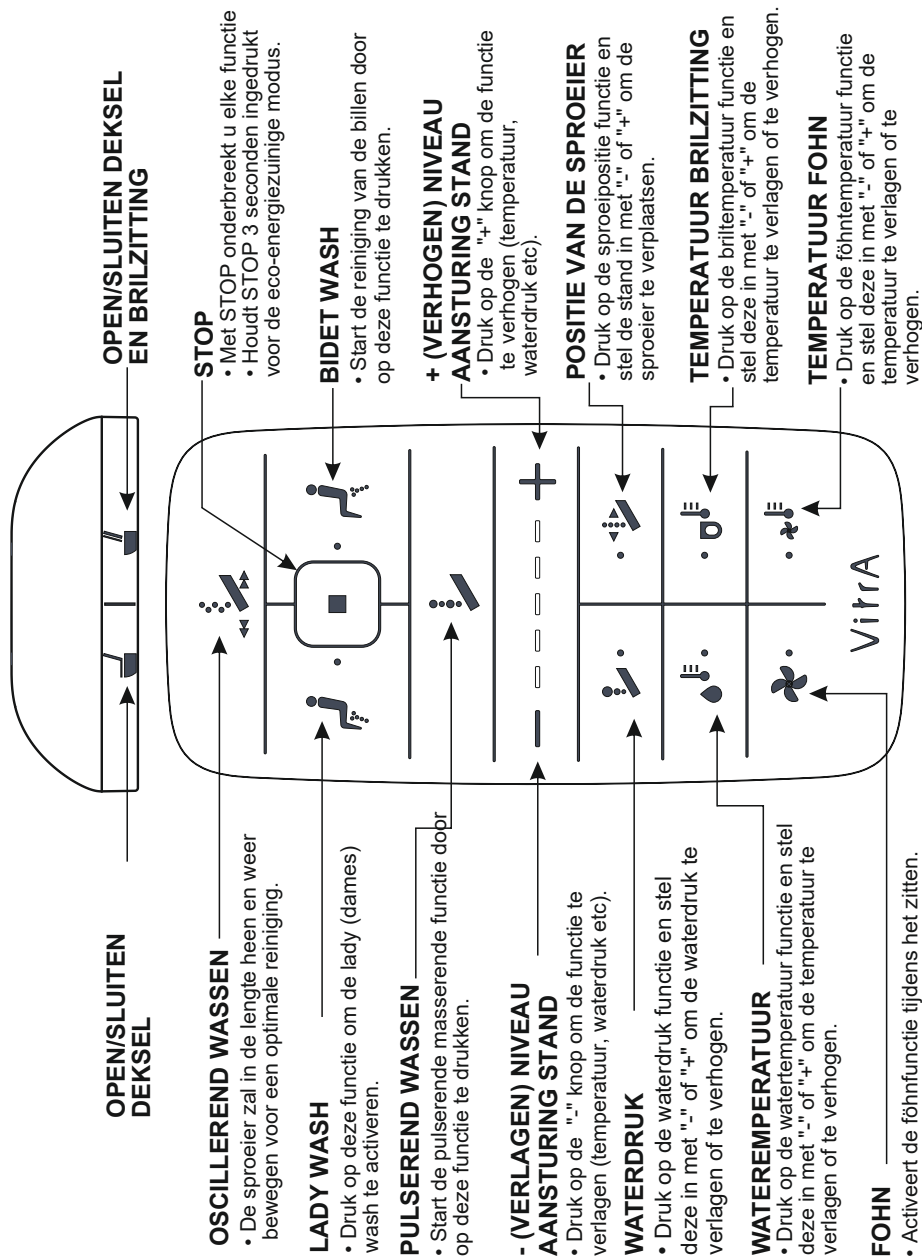 OPEN/SLUITEN
DEKSEL
OSCILLEREND WASSEN
• De sproeier zal in de lengte heen en weer
bewegen voor een optimale reiniging.
LADY WASH
• Druk op deze functie om de lady (dames)
wash te activeren.
PULSEREND WASSEN
• Start de pulserende masserende functie door
op deze functie te drukken.
- (VERLAGEN) NIVEAU
AANSTURING STAND
• Druk op de "-" knop om de functie te
verlagen (temperatuur, waterdruk etc).
WATERDRUK
• Druk op de waterdruk functie en stel
deze in met "-" of "+" om de waterdruk te
verlagen of te verhogen.
WATEREMPERATUUR
• Druk op de watertemperatuur functie en stel
deze in met "-" of "+" om de temperatuur te
verlagen of te verhogen.
FOHN
• Activeert de föhnfunctie tijdens het zitten.
VitrA
OPEN/SLUITEN DEKSEL
EN BRILZITTING
STOP
• Met STOP onderbreekt u elke functie
• Houdt STOP 3 seconden ingedrukt
voor de eco-energiezuinige modus.
BIDET WASH
• Start de reiniging van de billen door
op deze functie te drukken.
+ (VERHOGEN) NIVEAU
AANSTURING STAND
• Druk op de "+" knop om de functie
te verhogen (temperatuur,
waterdruk etc).
POSITIE VAN DE SPROEIER
• Druk op de sproeipositie functie en
stel de stand in met "-" of "+" om de
sproeier te verplaatsen.
TEMPERATUUR BRILZITTING
• Druk op de briltemperatuur functie en
stel deze in met "-" of "+" om de
temperatuur te verlagen of te verhogen.
TEMPERATUUR FOHN
• Druk op de föhntemperatuur functie
en stel deze in met "-" of "+" om de
temperatuur te verlagen of te
verhogen.